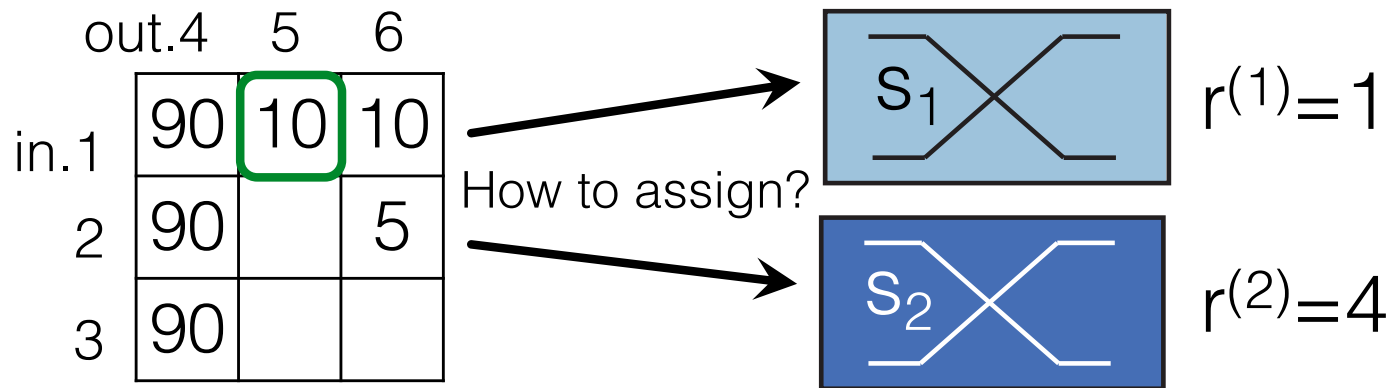 out.4 5 6
in.1 90 10 10
2 90 5
3 90
How to assign?
S1
r(1)=1
S2
r(2)=4